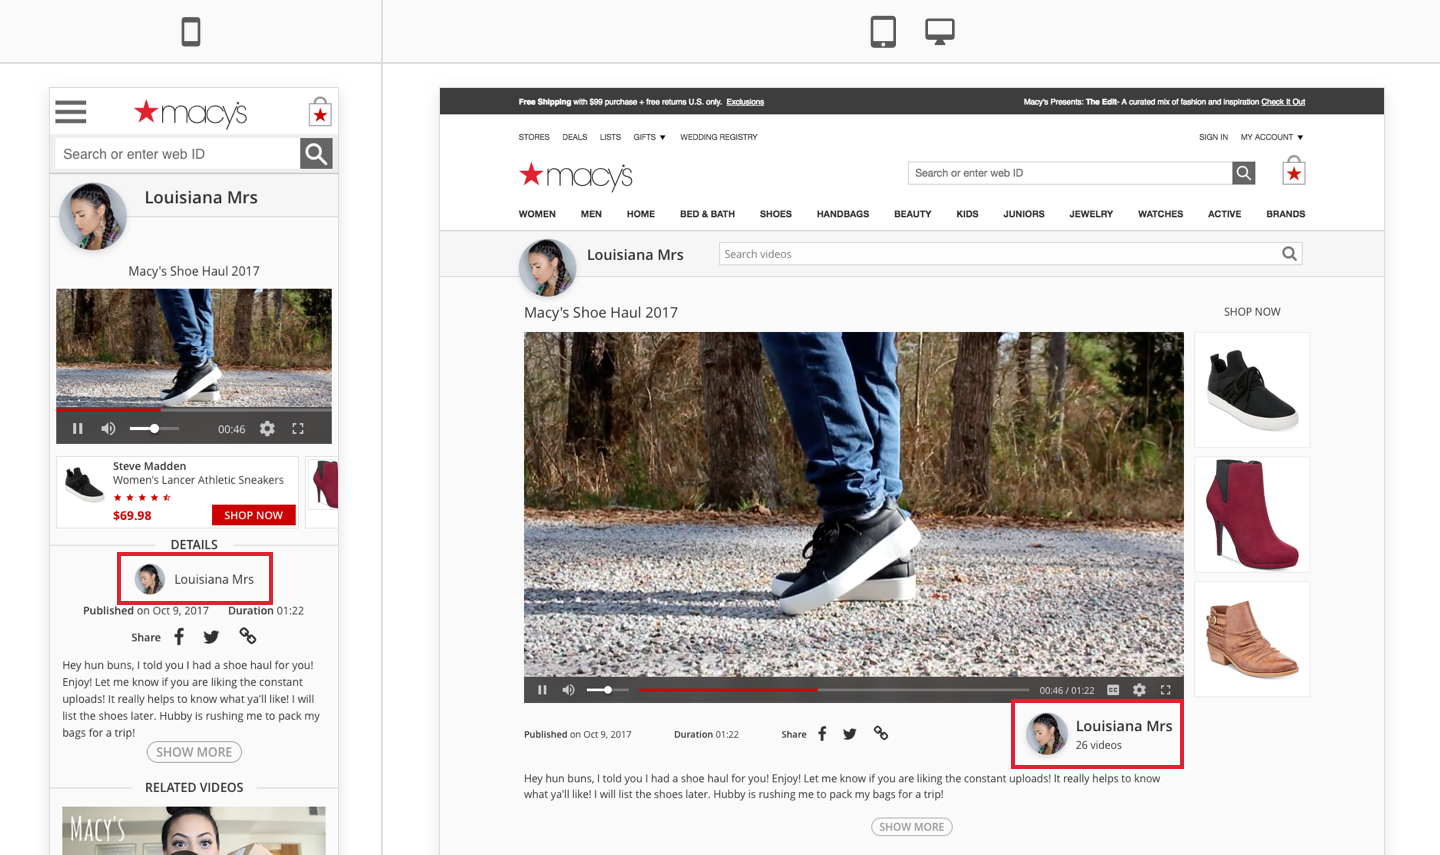 macy's
Search or enter web ID
Louisiana Mrs
Macy's Shoe Haul 2017
00:46
Steve Madden
Women's Lancer Athletic Sneakers
$69.98
SHOP NOW
DETAILS
Louisiana Mrs
Published on Oct 9, 2017 Duration 01:22
Share
Hey hun buns, I told you I had a shoe haul for you!
Enjoy! Let me know if you are liking the constant
uploads! It really helps to know what ya'll like! I will
list the shoes later. Hubby is rushing me to pack my
bags for a trip!
SHOW MORE
RELATED VIDEOS
MACY'S
Free Shipping with $99 purchase + free returns U.S. only. Exclusions
Macy's Presents: The Edit- A curated mix of fashion and inspiration Check It Out
STORES DEALS LISTS GIFTS WEDDING REGISTRY
SIGN IN MY ACCOUNT
macy's
Search or enter web ID
WOMEN MEN HOME BED & BATH SHOES HANDBAGS BEAUTY KIDS JUNIORS JEWELRY WATCHES ACTIVE BRANDS
Louisiana Mrs
Search videos
Macy's Shoe Haul 2017
SHOP NOW
00:46 / 01:22 CC
Published on Oct 9, 2017 Duration 01:22 Share
Louisiana Mrs
26 videos
Hey hun buns, I told you I had a shoe haul for you! Enjoy! Let me know if you are liking the constant uploads! It really helps to know
what ya'll like! I will list the shoes later. Hubby is rushing me to pack my bags for a trip!
SHOW MORE